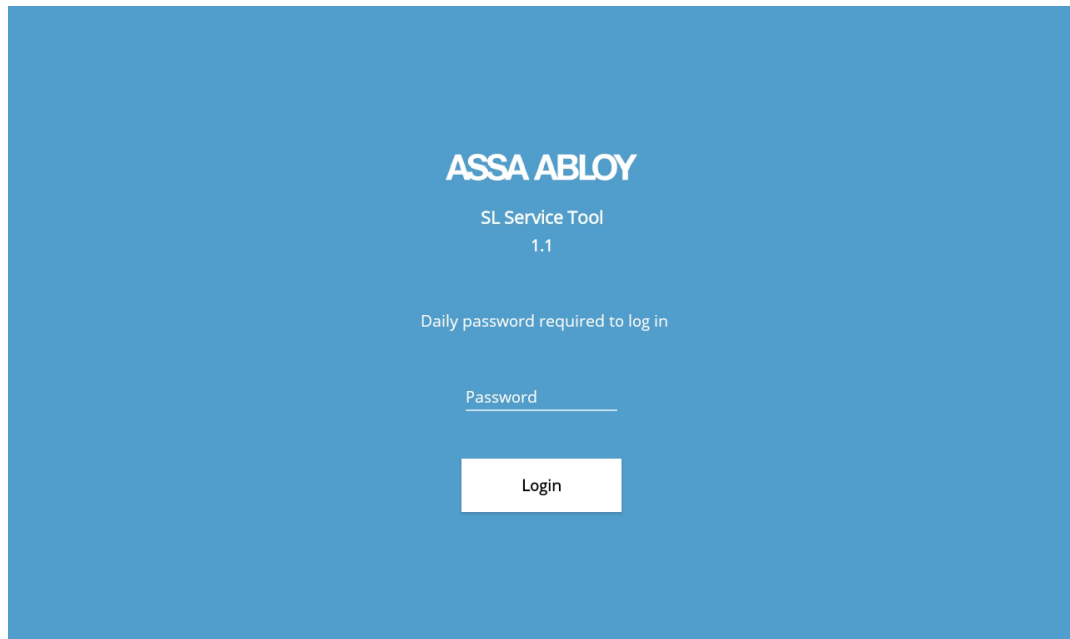 ASSA ABLOY
SL Service Tool
1.1
Daily password required to log in
Password
Login